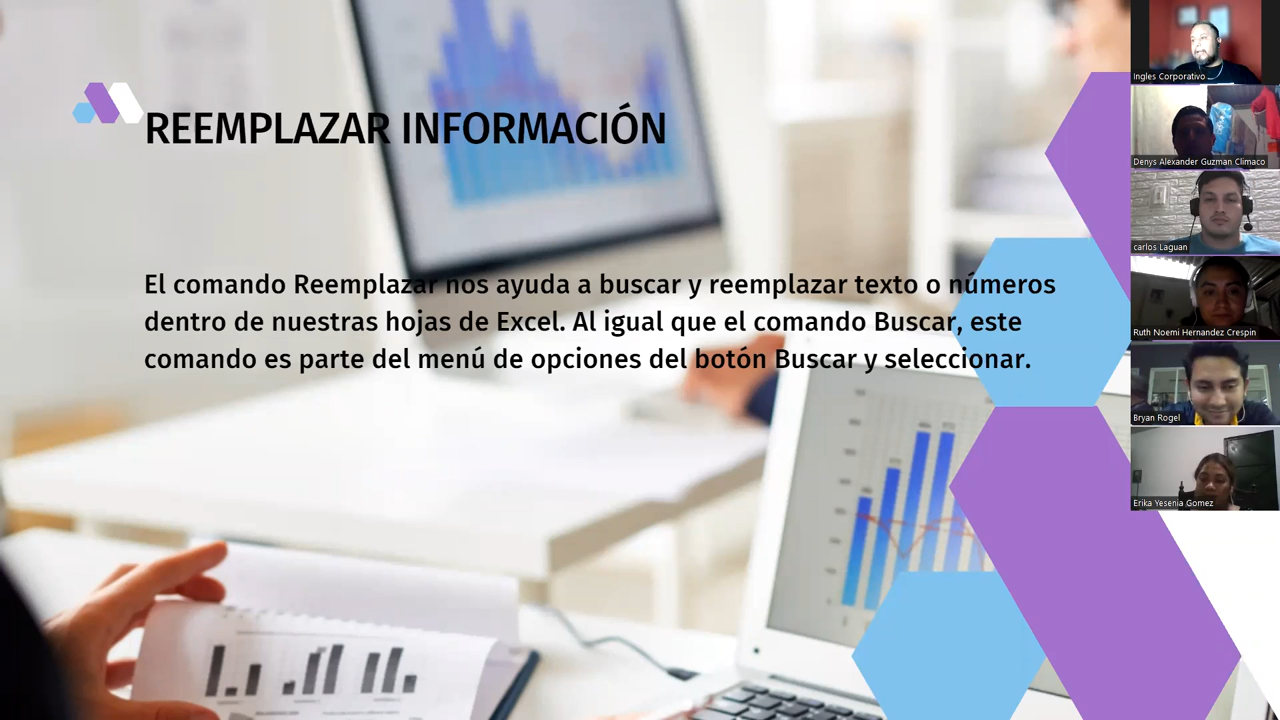 REEMPLAZAR INFORMACIÓN
El comando Reemplazar nos ayuda a buscar y reemplazar texto o números
dentro de nuestras hojas de Excel. Al igual que el comando Buscar, este
comando es parte del menú de opciones del botón Buscar y seleccionar.
Ingles Corporativo
Denys Alexander Guzman Climaco
carlos Laguan
Ruth Noemi Hernandez Crespin
Bryan Rogel
Erika Yesenia Gomez